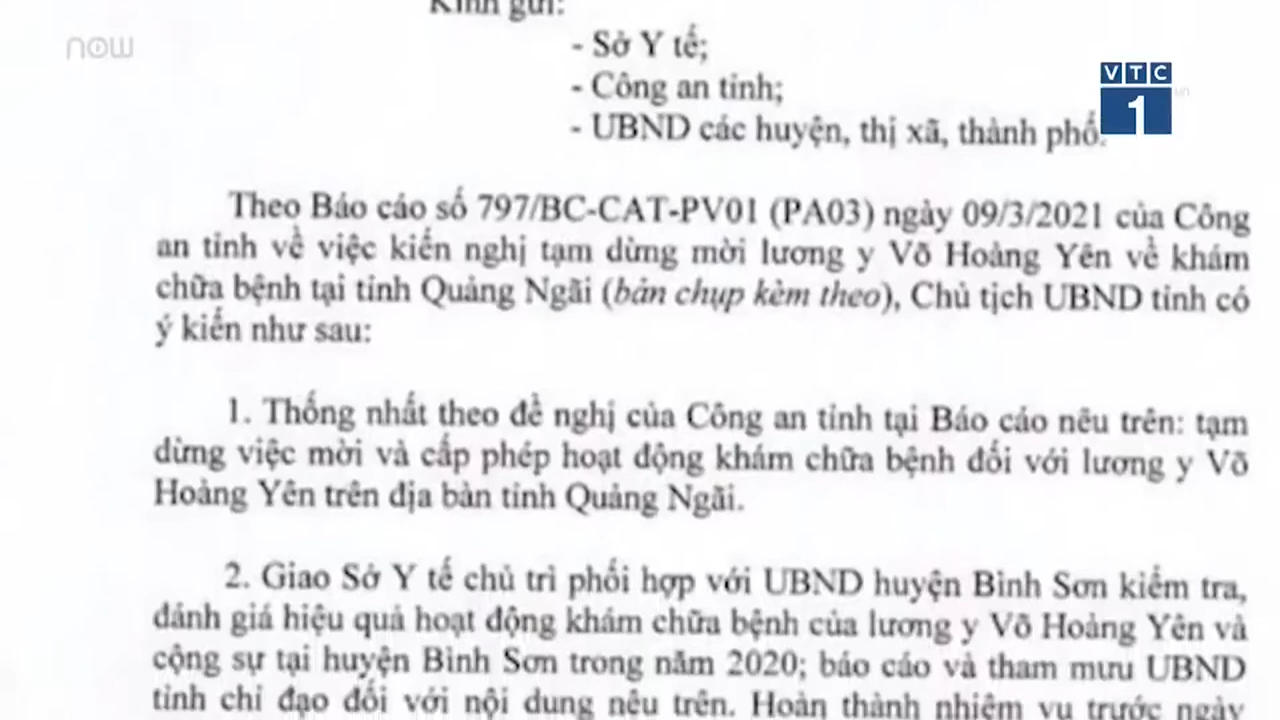 Kính gửi:
now
- Sở Y tế;
- Công an tỉnh;
VTC
1
- UBND các huyện, thị xã, thành phố.
Theo Báo cáo số 797/BC-CAT-PV01 (PA03) ngày 09/3/2021 của Công
an tỉnh về việc kiến nghị tạm dừng mời lương y Võ Hoàng Yên về khám
chữa bệnh tại tỉnh Quảng Ngãi (bản chụp kèm theo), Chủ tịch UBND tỉnh có
ý kiến như sau:
1. Thống nhất theo đề nghị của Công an tỉnh tại Báo cáo nêu trên: tạm
dừng việc mời và cấp phép hoạt động khám chữa bệnh đối với lương y Võ
Hoàng Yên trên địa bàn tỉnh Quảng Ngãi.
2. Giao Sở Y tế chủ trì phối hợp với UBND huyện Bình Sơn kiểm tra,
đánh giá hiệu quả hoạt động khám chữa bệnh của lương y Võ Hoàng Yên và
cộng sự tại huyện Bình Sơn trong năm 2020; báo cáo và tham mưu UBND
tỉnh chỉ đạo đối với nội dung nêu trên. Hoàn thành nhiệm vụ trước ngày